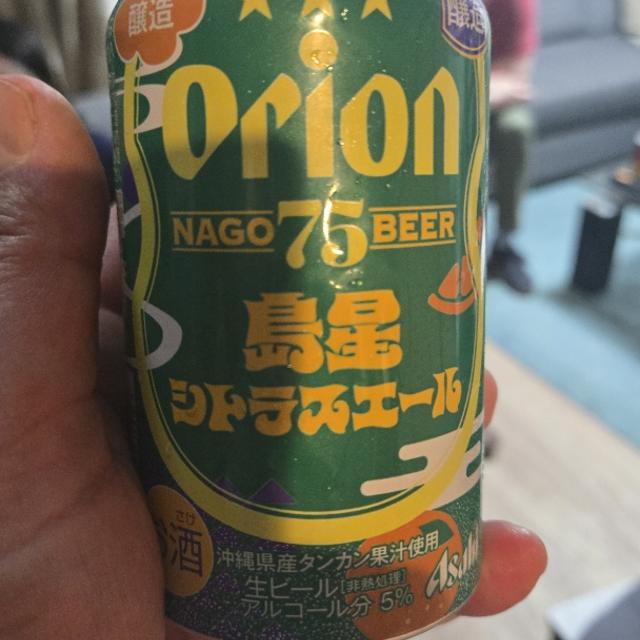 醸造
醸造
orion
NAGO 75 BEER
島星
シトラスエール
さけ
お酒
沖縄県産タンカン果汁使用
生ビール[非熱処理]
アルコール分 5%
Asahi